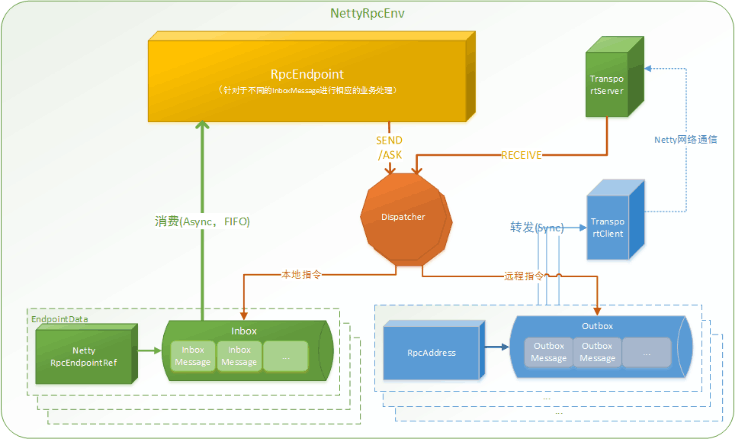 NettyRpcEnv
RpcEndpoint
（针对于不同的InboxMessage进行相应的业务处理）
Transpo
rtServer
SEND
/ASK
RECEIVE
Netty网络通信
Dispatcher
消费(Async，FIFO)
转发(Sync)
Transpo
rtClient
本地指令
远程指令
EndpointData
Inbox
Netty
RpcEndpointRef
Inbox
Message
Inbox
Message
...
Outbox
RpcAddress
Outbox
Message
Outbox
Message
...
...
...